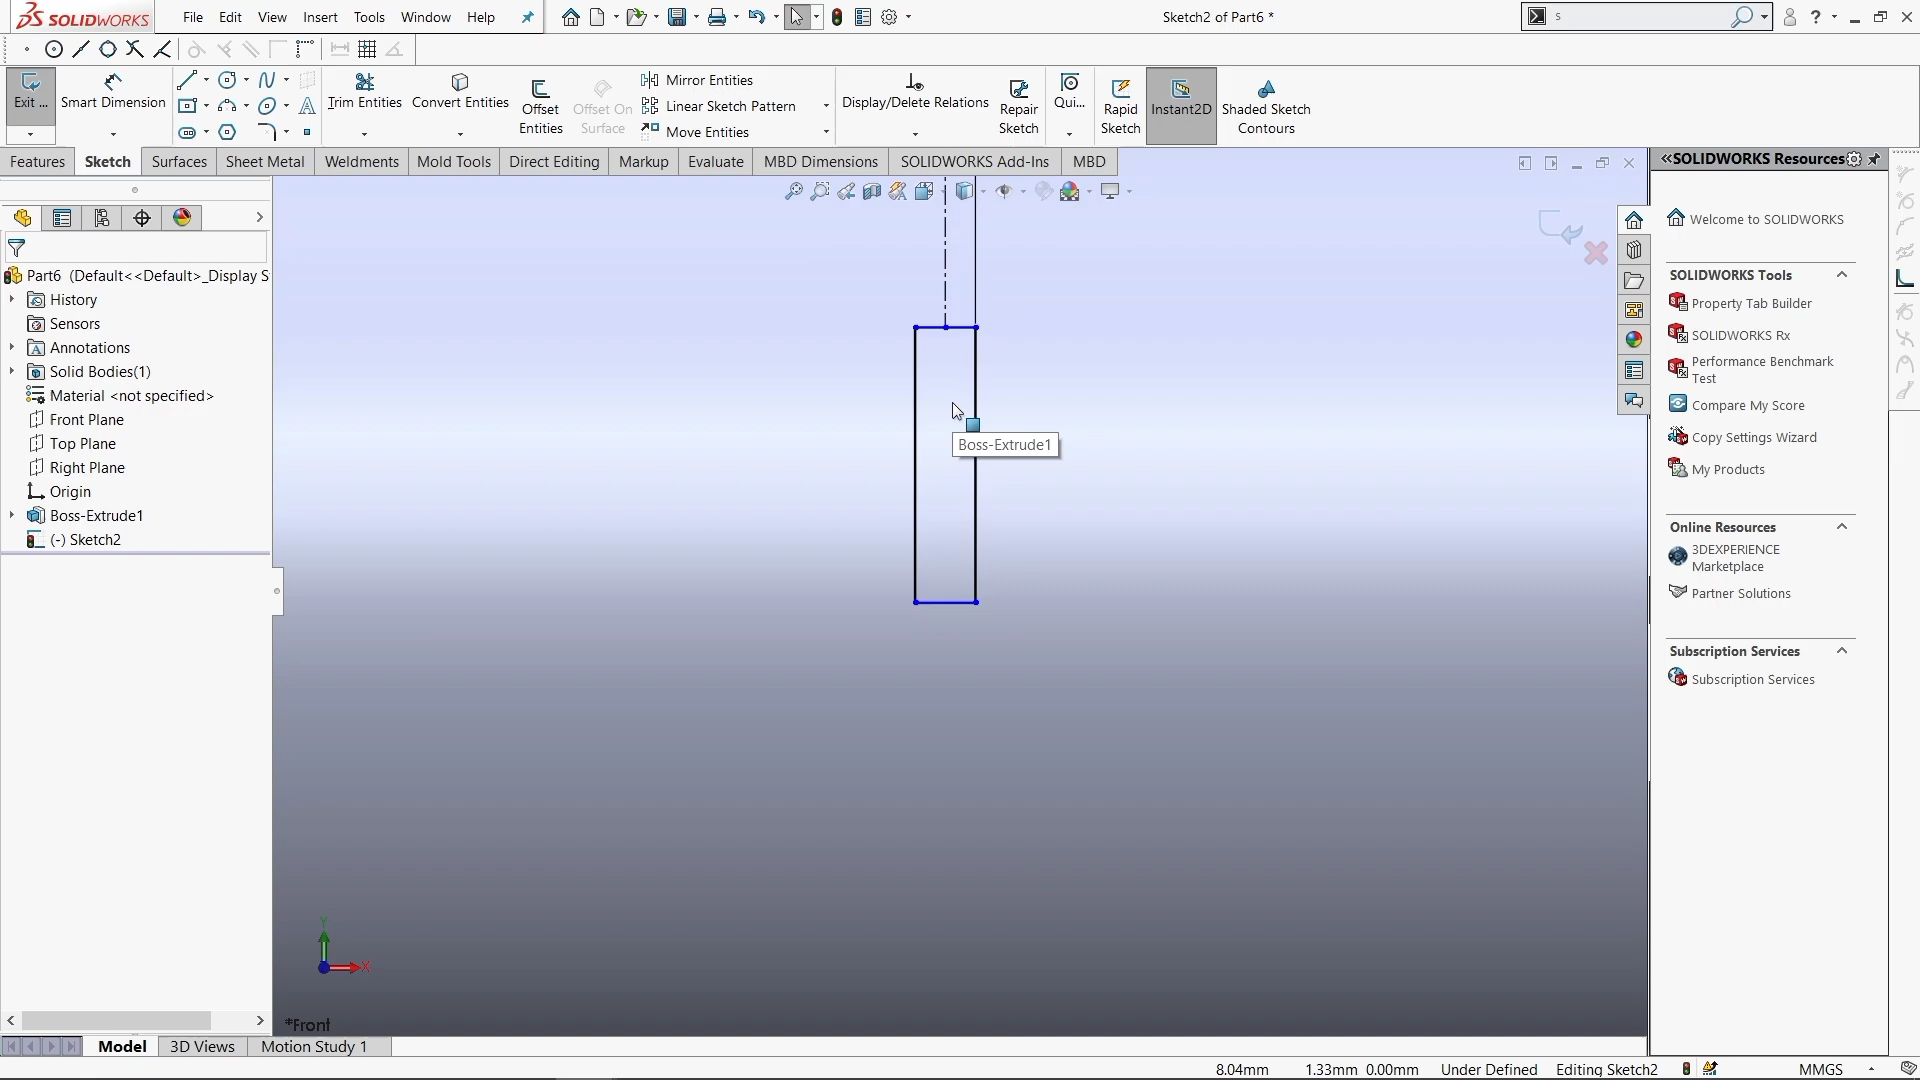 SOLIDWORKS
File Edit View Insert Tools Window Help
Sketch2 of Part6 *
s
?
Exit ...
Smart Dimension
Trim Entities
Convert Entities
Offset Entities
Offset On Surface
Mirror Entities
Linear Sketch Pattern
Move Entities
Display/Delete Relations
Repair Sketch
Qui...
Rapid Sketch
Instant2D
Shaded Sketch Contours
Features Sketch Surfaces Sheet Metal Weldments Mold Tools Direct Editing Markup Evaluate MBD Dimensions SOLIDWORKS Add-Ins MBD
Part6 (Default<<Default>_Display S
History
Sensors
Annotations
Solid Bodies(1)
Material <not specified>
Front Plane
Top Plane
Right Plane
Origin
Boss-Extrude1
(-) Sketch2
Boss-Extrude1
Y
X
*Front
SOLIDWORKS Resources
Welcome to SOLIDWORKS
SOLIDWORKS Tools
Property Tab Builder
SOLIDWORKS Rx
Performance Benchmark
Test
Compare My Score
Copy Settings Wizard
My Products
Online Resources
3DEXPERIENCE
Marketplace
Partner Solutions
Subscription Services
Subscription Services
Model 3D Views Motion Study 1
8.04mm 1.33mm 0.00mm Under Defined Editing Sketch2 MMGS